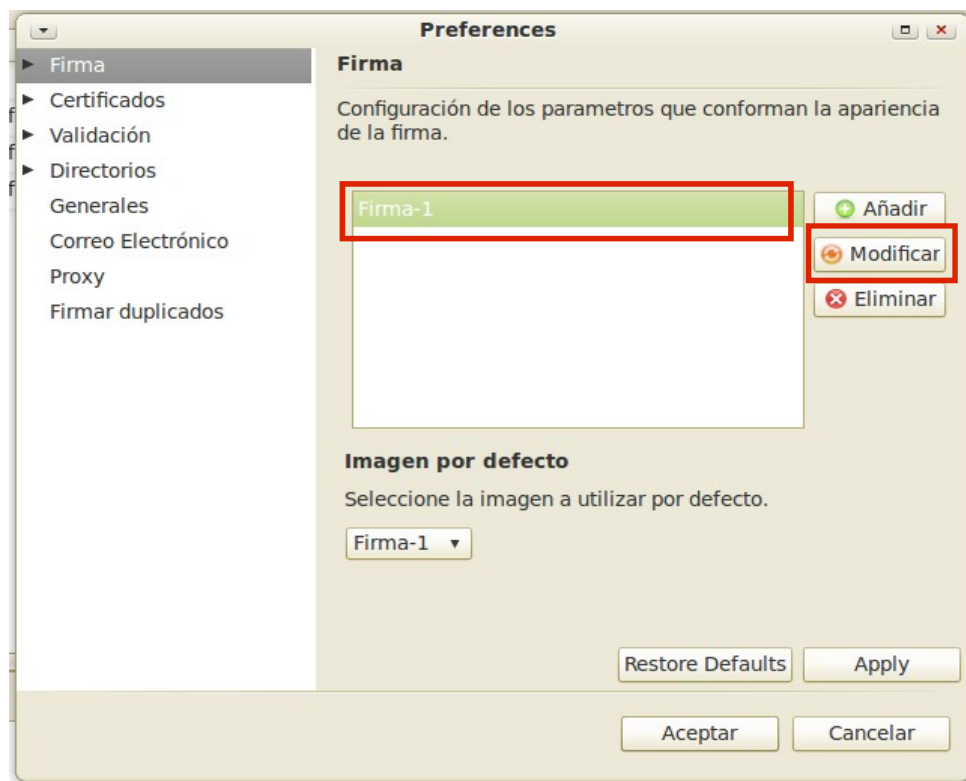 Preferences
Firma
Certificados
Validación
Directorios
Generales
Correo Electrónico
Proxy
Firmar duplicados
Firma
Configuración de los parametros que conforman la apariencia
de la firma.
Firma-1
Añadir
Modificar
Eliminar
Imagen por defecto
Seleccione la imagen a utilizar por defecto.
Firma-1
Restore Defaults
Apply
Aceptar
Cancelar